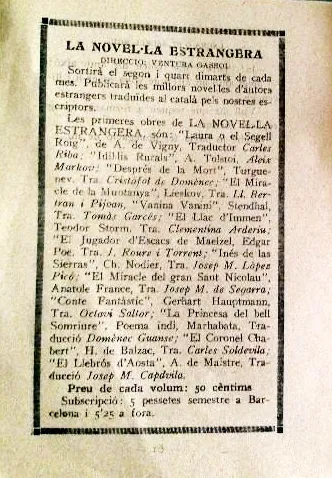 LA NOVEL·LA ESTRANGERA
DIRECCIÓ: VENTURA GASSOL
Sortirà el segon i quart dimarts de cada
mes. Publicarà les millors novel·les d'autors
estrangers traduïdes al català pels nostres es-
criptors.
Les primeres obres de LA NOVEL·LA
ESTRANGERA, són: "Laura o el Segell
Roig", de A. de Vigny, Traductor Carles
Riba; "Idil·lis Rurals", A. Tolstoi, Aleix
Markov; "Després de la Mort", Turgue-
nev. Tra. Cristòfol de Domènec; "El Mira-
cle de la Muntanya", Lieskov, Tra. Ll. Ber-
tran i Pijoan, "Vanina Vanini", Stendhal,
Tra. Tomàs Garcés; "El Llac d'Immen",
Teodor Storm. Tra. Clementina Arderiu;
"El Jugador d'Escacs de Maelzel, Edgar
Poe. Tra. J. Roure i Torrent; "Inés de las
Sierras", Ch. Nodier, Tra. Josep M. López
Picó; "El Miracle del gran Sant Nicolau",
Anatole France, Tra. Josep M. de Segarra;
"Conte Fantàstic", Gerhart Hauptmann,
Tra. Octavi Saltor; "La Princesa del bell
Somriure", Poema indi, Marhabata, Tra-
ducció Domènec Guansé; "El Coronel Cha-
bert", H. de Balzac, Tra. Carles Soldevila;
"El Llebrós d'Aosta", A. de Maistre, Tra-
ducció Josep M. Capdvila.
Preu de cada volum: 50 cèntims
Subscripció: 5 pessetes semestre a Bar-
celona i 5'25 a fora.